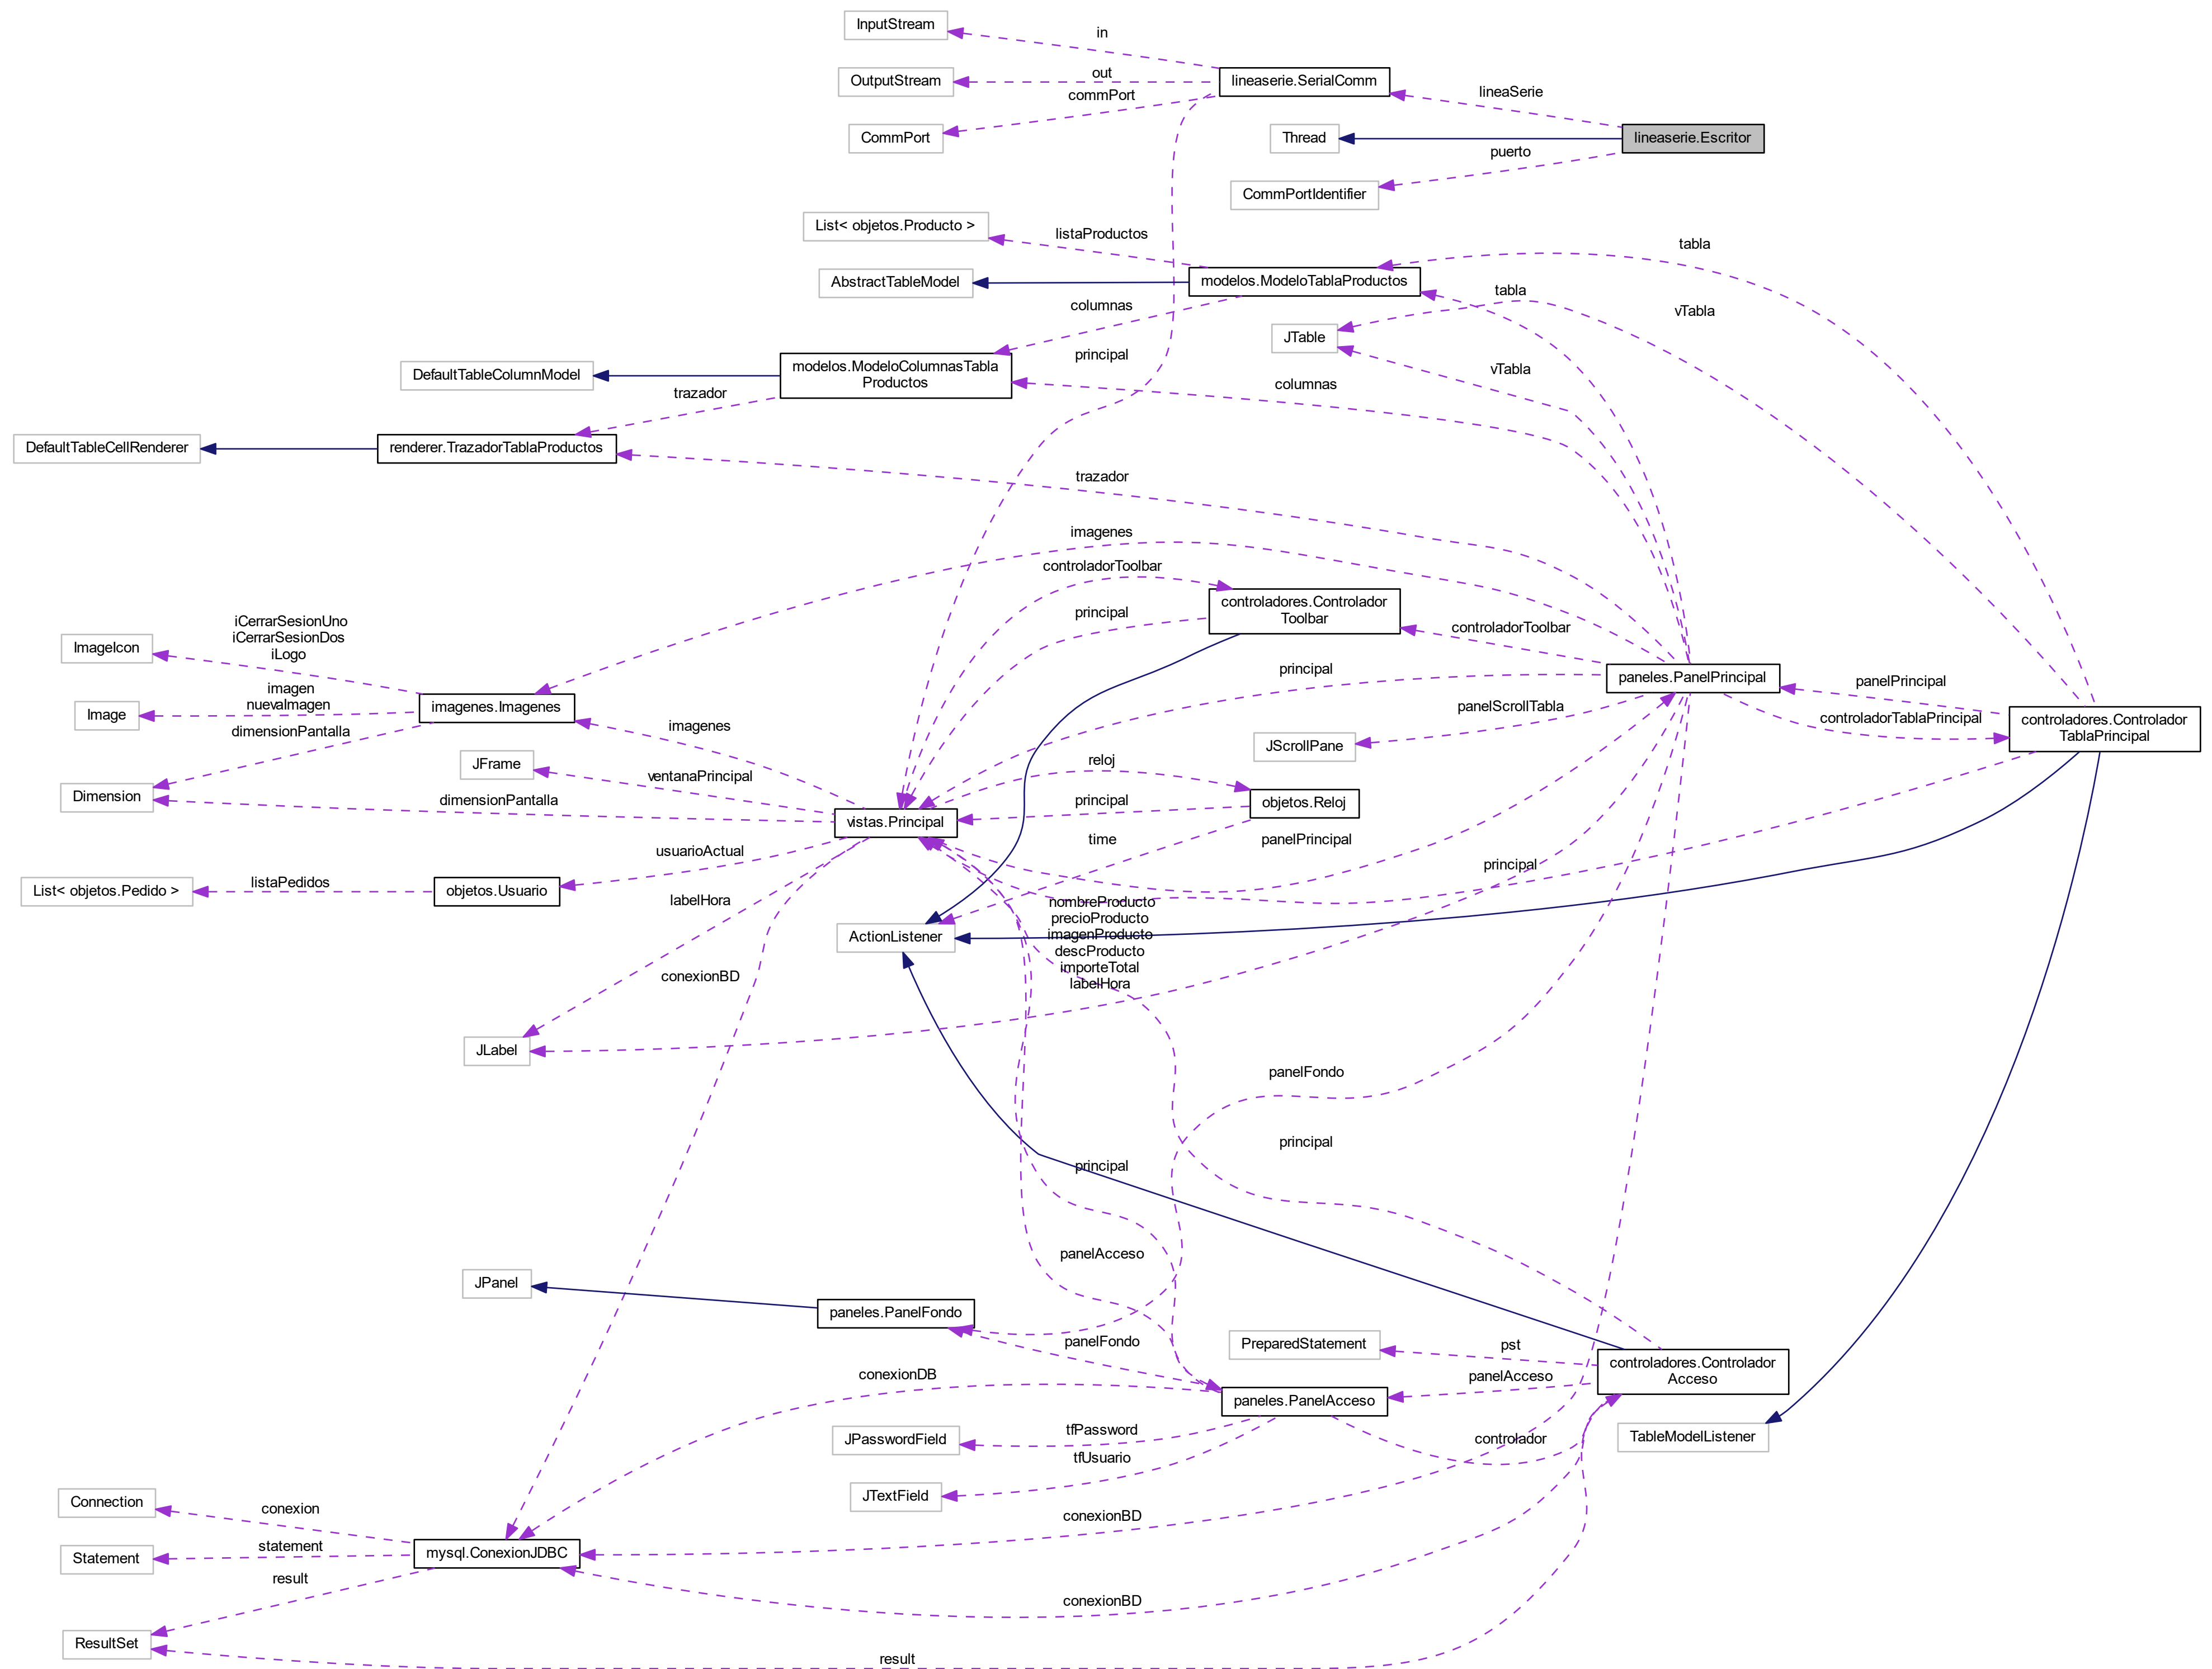 InputStream
in
OutputStream
out
lineaserie.SerialComm
lineaSerie
commPort
CommPort
Thread
lineaserie.Escritor
puerto
CommPortIdentifier
List< objetos.Producto >
listaProductos
tabla
AbstractTableModel
modelos.ModeloTablaProductos
columnas
tabla
vTabla
JTable
principal
vTabla
DefaultTableColumnModel
modelos.ModeloColumnasTabla
Productos
columnas
trazador
DefaultTableCellRenderer
renderer.TrazadorTablaProductos
trazador
imagenes
controladorToolbar
controladores.Controlador
Toolbar
principal
iCerrarSesionUno
iCerrarSesionDos
iLogo
ImageIcon
controladorToolbar
principal
paneles.PanelPrincipal
panelPrincipal
imagen
nuevaImagen
Image
imagenes.Imagenes
imagenes
panelScrollTabla
controladorTablaPrincipal
controladores.Controlador
TablaPrincipal
dimensionPantalla
JFrame
ventanaPrincipal
reloj
JScrollPane
Dimension
dimensionPantalla
principal
objetos.Reloj
vistas.Principal
time
panelPrincipal
usuarioActual
principal
List< objetos.Pedido >
listaPedidos
objetos.Usuario
labelHora
nombreProducto
precioProducto
imagenProducto
descProducto
importeTotal
labelHora
ActionListener
conexionBD
JLabel
panelFondo
principal
principal
panelAcceso
JPanel
paneles.PanelFondo
panelFondo
PreparedStatement
pst
controladores.Controlador
Acceso
conexionDB
panelAcceso
paneles.PanelAcceso
JPasswordField
tfPassword
controlador
TableModelListener
tfUsuario
JTextField
Connection
conexion
conexionBD
Statement
statement
mysql.ConexionJDBC
result
conexionBD
ResultSet
result